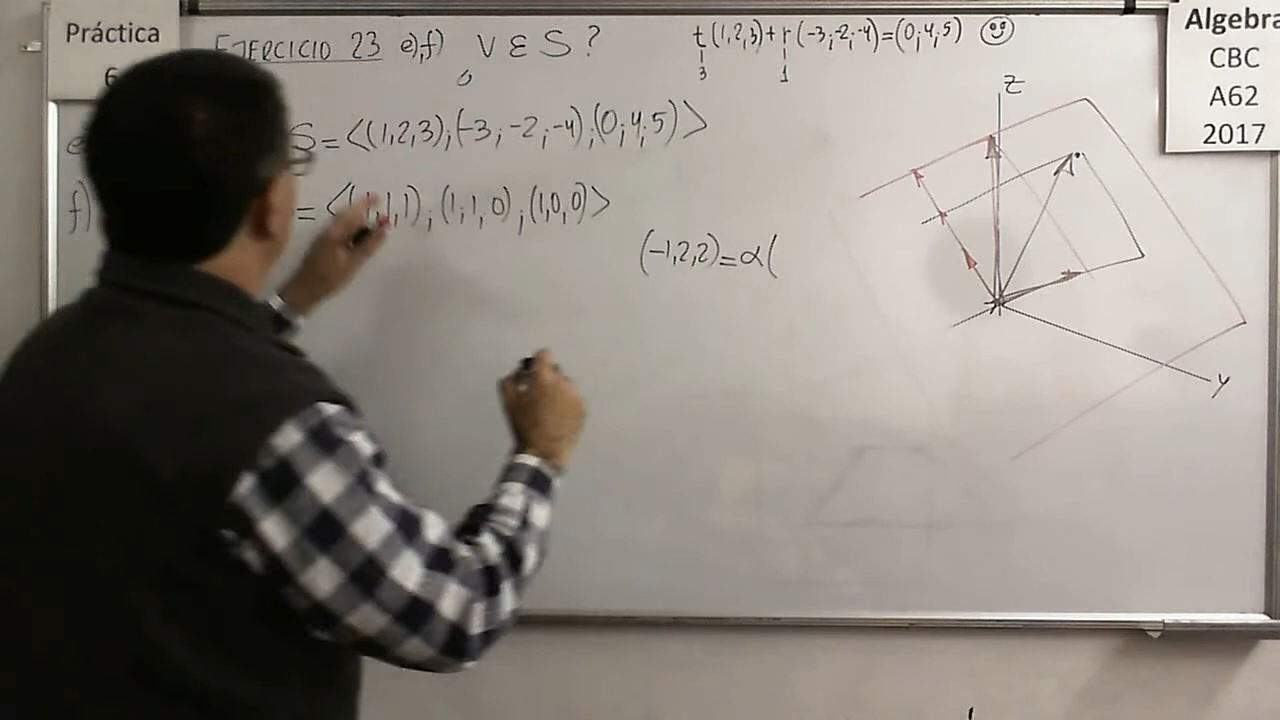 Práctica
6
EJERCICIO 23 e),f) ¿V ∈ S?
t(1,2,3)+r(-3,-2,-4)=(0,4,5)
3 1
e) S=<(1,2,3),(-3,-2,-4),(0,4,5)>
f) =<(1,1,1),(1,1,0),(1,0,0)>
(-1,2,2)=α(
z
y
Algebra
CBC
A62
2017